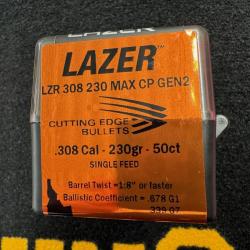 LAZER™
LZR 308 230 MAX CP GEN2
CUTTING EDGE
BULLETS
.308 Cal - 230gr - 50ct
SINGLE FEED
Barrel Twist =1:8" or faster
Ballistic Coefficient = .678 G1